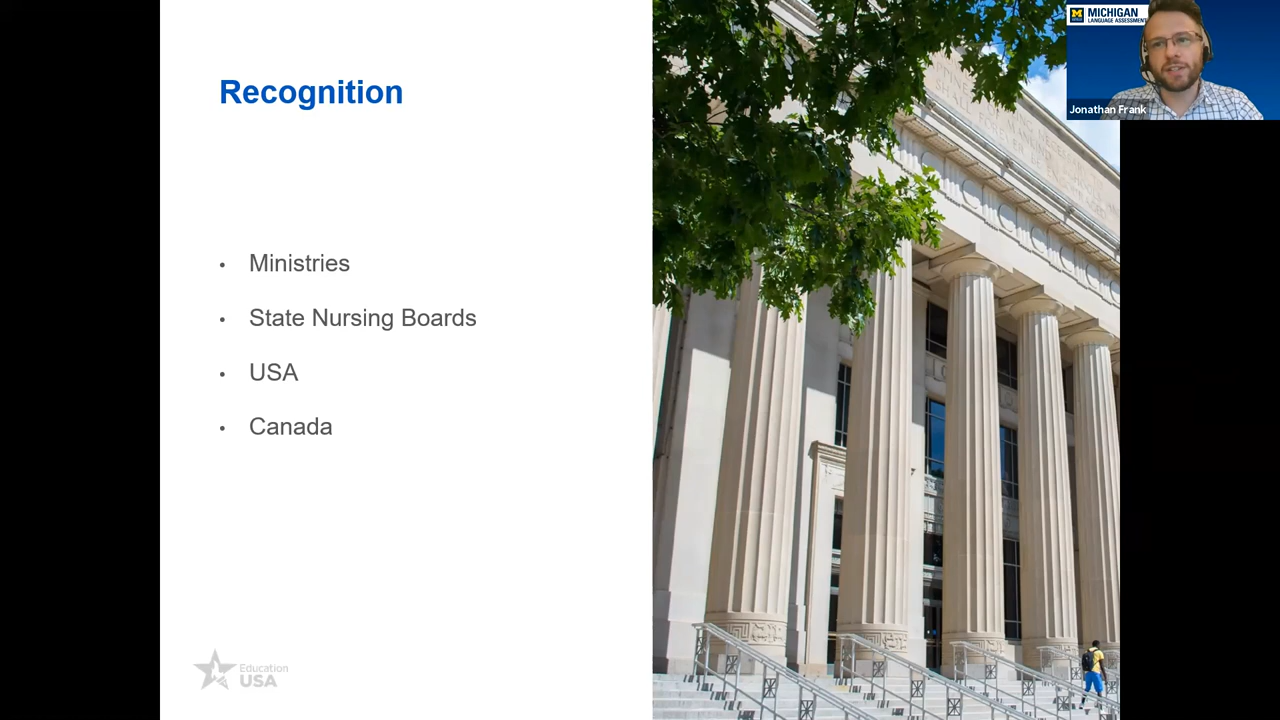 Recognition
• Ministries
• State Nursing Boards
• USA
• Canada
Education
USA
MICHIGAN
LANGUAGE ASSESSMENT
Jonathan Frank